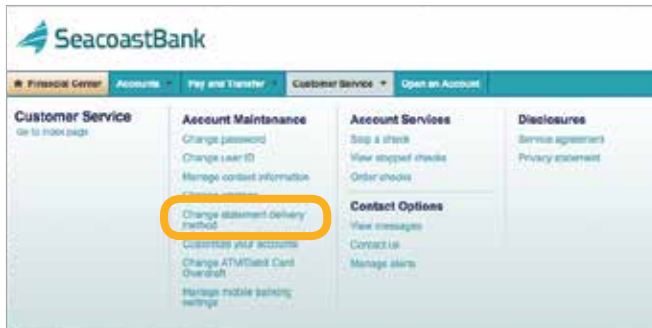 SeacoastBank
Financial Center Accounts Pay and Transfer Customer Service Open an Account
Customer Service
Go to index page
Account Maintenance
Change password
Change user ID
Manage contact information
Change statement delivery
method
Customize your accounts
Change ATM/Debit Card
Overdraft
Manage mobile banking
settings
Account Services
Stop a check
View stopped checks
Order checks
Contact Options
View messages
Contact us
Manage alerts
Disclosures
Service agreement
Privacy statement